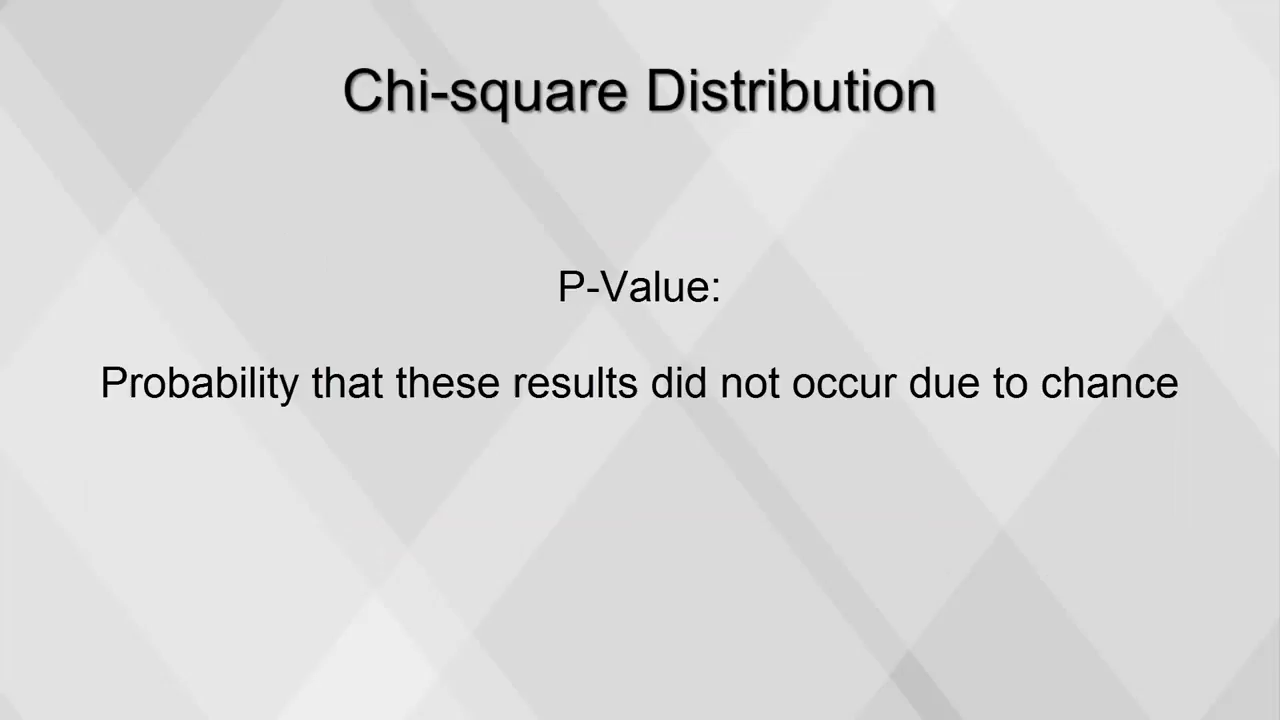 Chi-square Distribution
P-Value:
Probability that these results did not occur due to chance